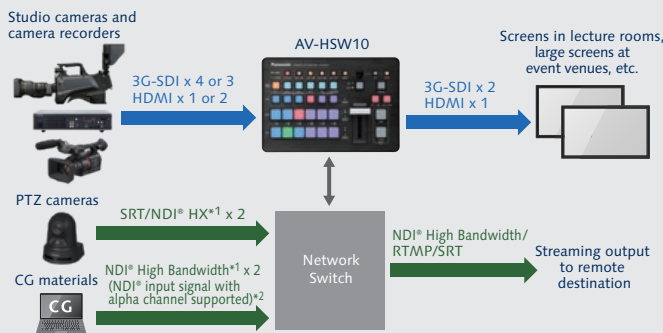 Studio cameras and
camera recorders
3G-SDI x 4 or 3
HDMI x 1 or 2
AV-HSW10
Panasonic
3G-SDI x 2
HDMI x 1
Screens in lecture rooms,
large screens at
event venues, etc.
PTZ cameras
SRT/NDI® HX*1 x 2
CG materials
CG
NDI® High Bandwidth*1 x 2
(NDI® input signal with
alpha channel supported)*2
Network
Switch
NDI® High Bandwidth/
RTMP/SRT
Streaming output
to remote
destination